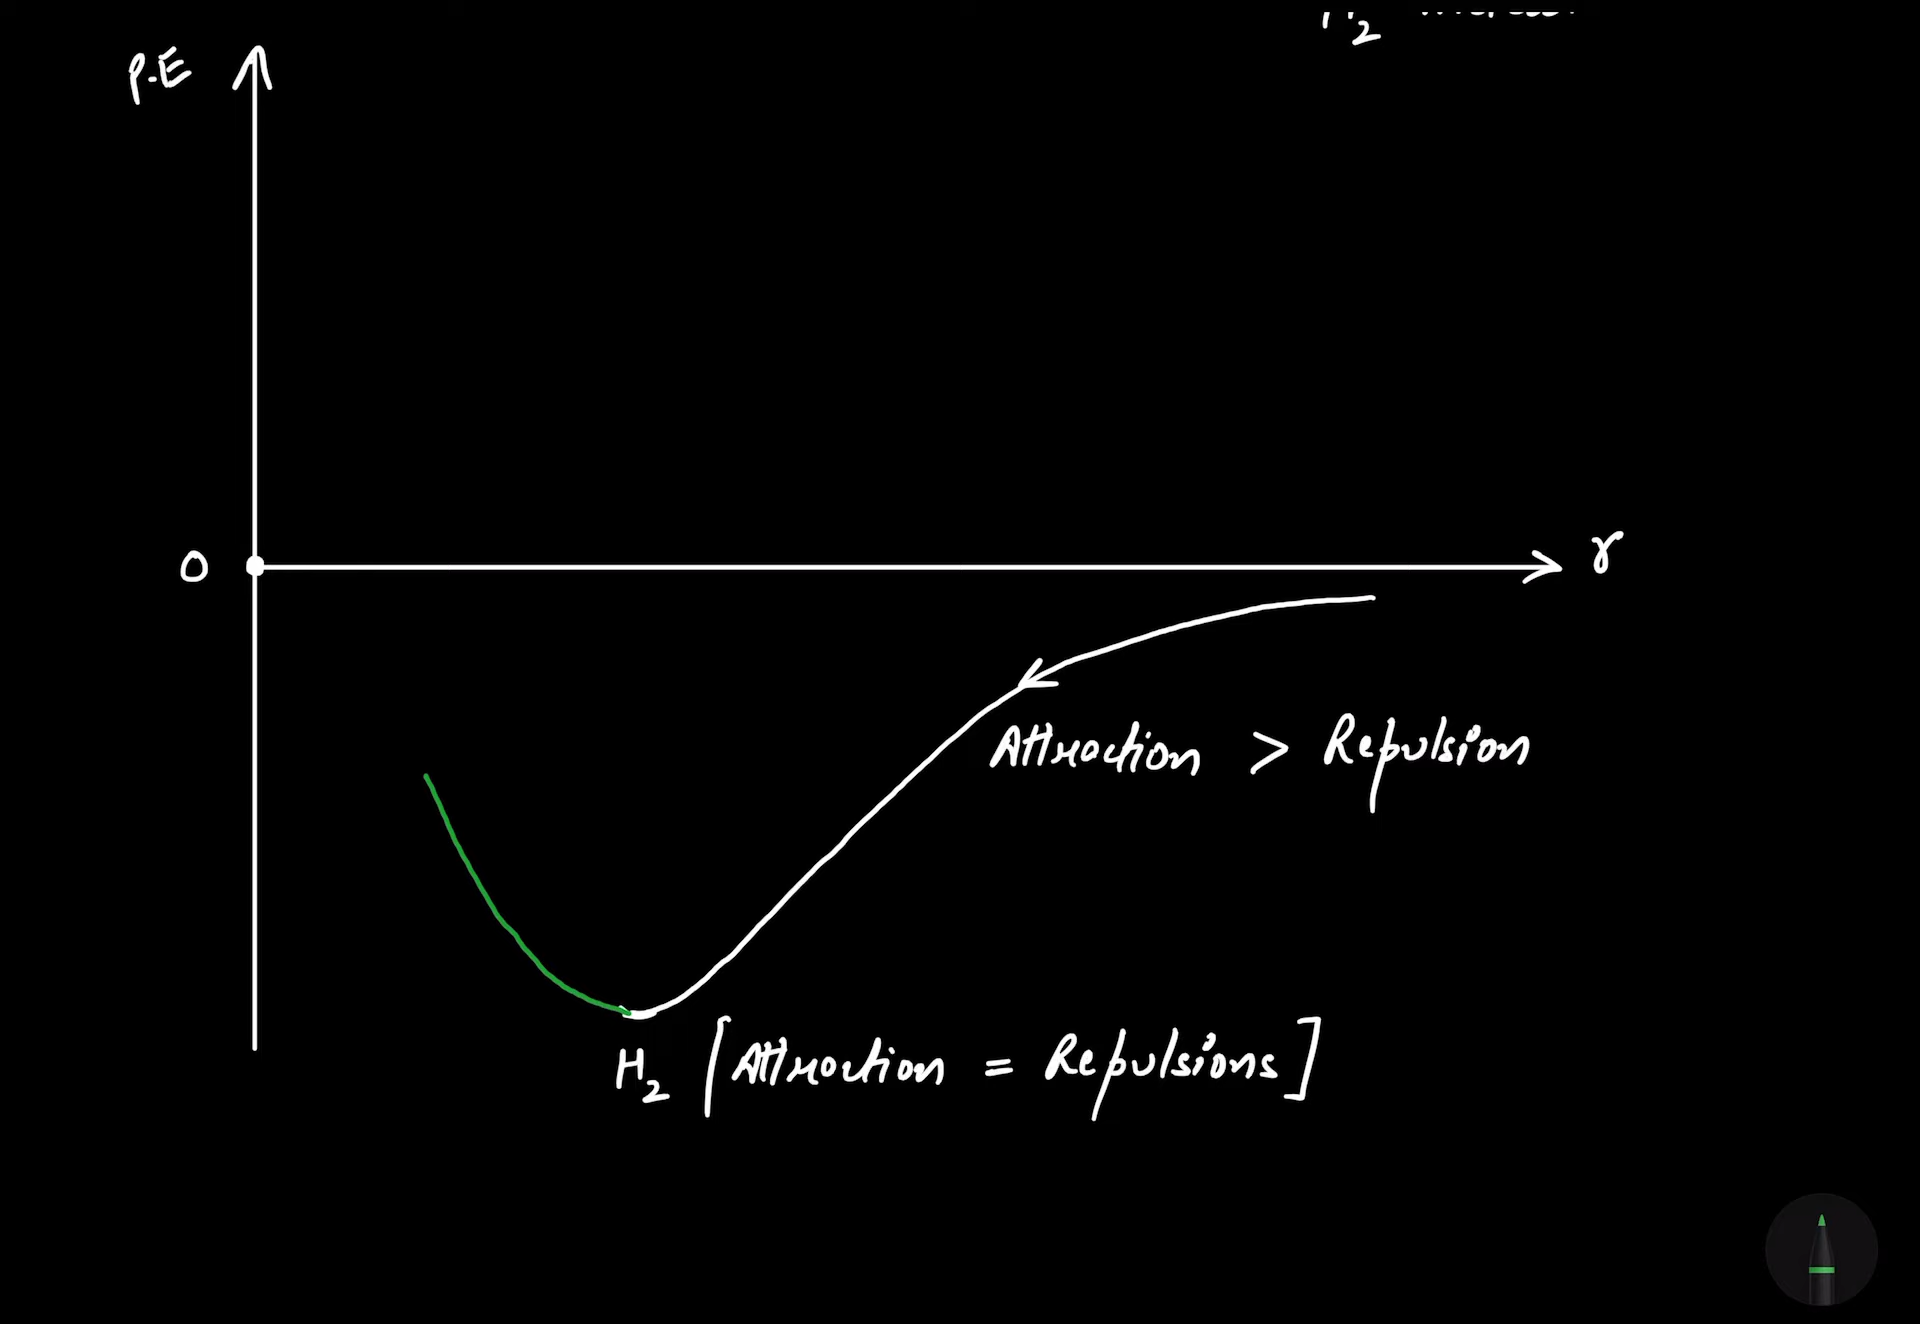 P.E
O
r
Attraction > Repulsion
H2 [Attraction = Repulsions]